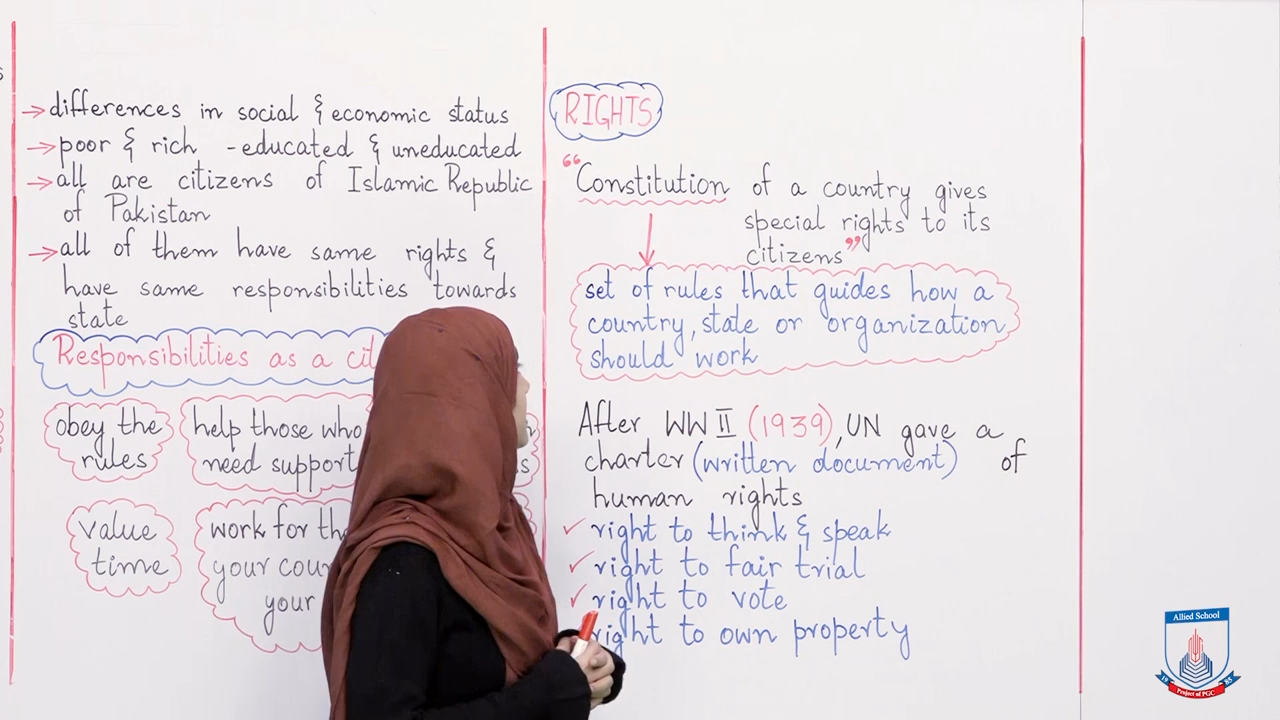 differences in social & economic status
→ poor & rich - educated & uneducated
→ all are citizens of Islamic Republic
of Pakistan
→ all of them have same rights &
have same responsibilities towards
state
Responsibilities as a
obey the
rules
help those who
need support
value
time
work for
your
your
RIGHTS
"Constitution of a country gives
special rights to its
citizens"
set of rules that guides how a
country, state or organization
should work
After WW II (1939), UN gave a
charter (written document) of
human rights
✓ right to think & speak
✓ right to fair trial
✓ right to vote
right to own property
Allied School
19 85
Project of PGC